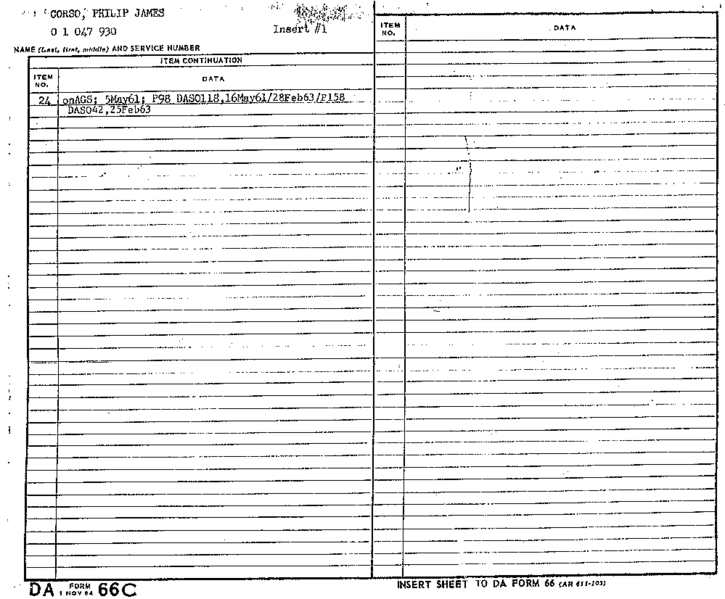 CORSO, PHILIP JAMES
0 1 047 930
Insert #1
NAME (Last, first, middle) AND SERVICE NUMBER
ITEM CONTINUATION
ITEM NO.
DATA
24 onAGS; 5May61; P98 DASO118,16May61/28Feb63/P158
DASO42,25Feb63
ITEM NO.
DATA
DA FORM 1 NOV 54 66C
INSERT SHEET TO DA FORM 66 (AR 611-103)